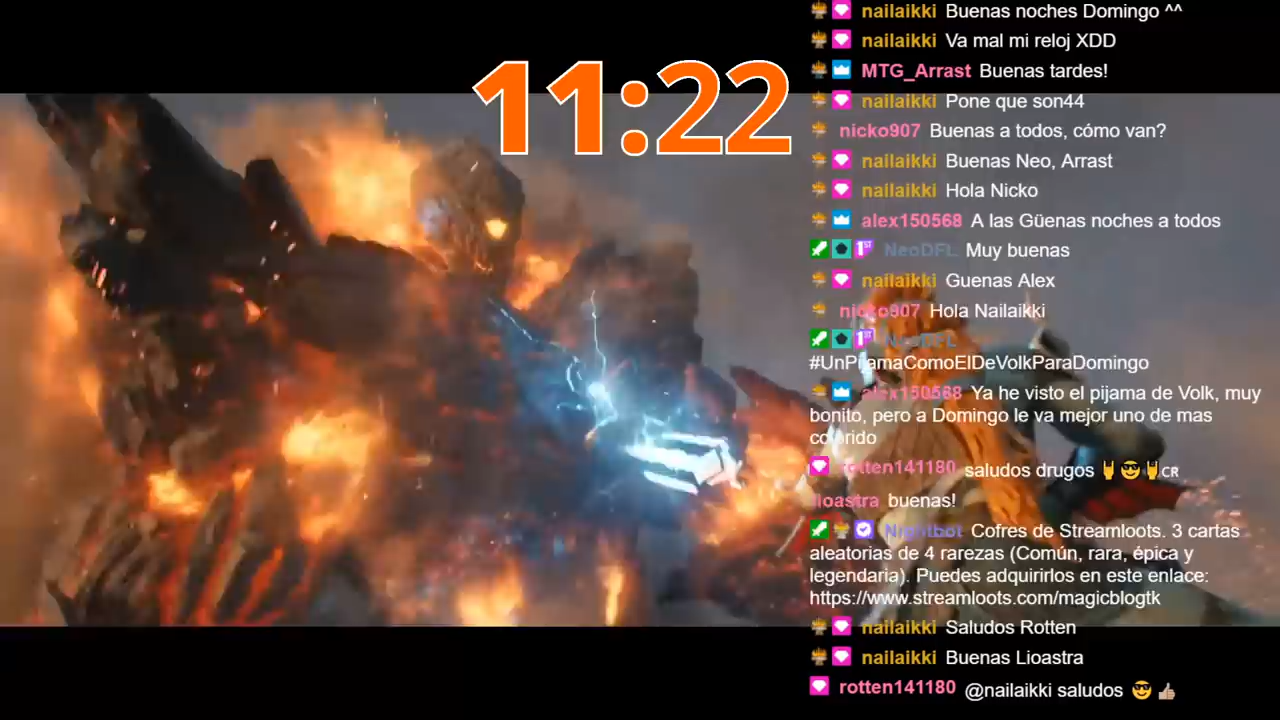 11:22
nailaikki Buenas noches Domingo ^^
nailaikki Va mal mi reloj XDD
MTG_Arrast Buenas tardes!
nailaikki Pone que son44
nicko907 Buenas a todos, cómo van?
nailaikki Buenas Neo, Arrast
nailaikki Hola Nicko
alex150568 A las Güenas noches a todos
1ST NeoDFL Muy buenas
nailaikki Guenas Alex
nicko907 Hola Nailaikki
1ST NeoDFL
#UnPijamaComoElDeVolkParaDomingo
alex150568 Ya he visto el pijama de Volk, muy
bonito, pero a Domingo le va mejor uno de mas
colorido
rotten141180 saludos drugos 🤘😎🤘CR
lioastra buenas!
Nightbot Cofres de Streamloots. 3 cartas
aleatorias de 4 rarezas (Común, rara, épica y
legendaria). Puedes adquirirlos en este enlace:
https://www.streamloots.com/magicblogtk
nailaikki Saludos Rotten
nailaikki Buenas Lioastra
rotten141180 @nailaikki saludos 😎👍🏼